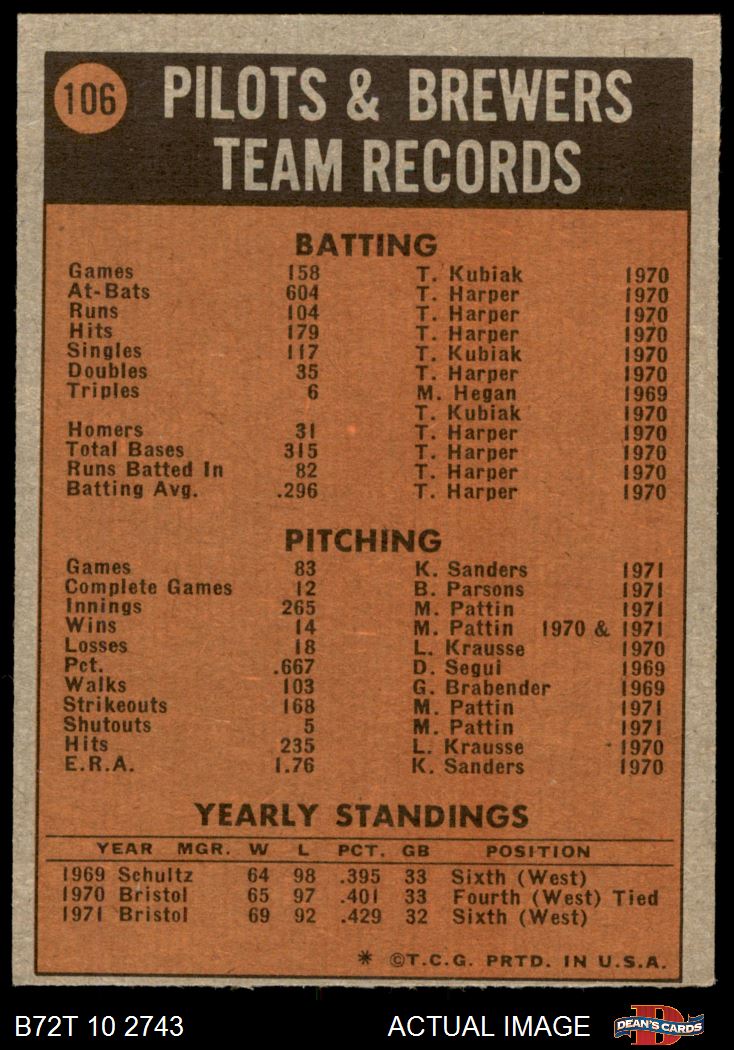 106
PILOTS & BREWERS
TEAM RECORDS
BATTING
Games 158 T. Kubiak 1970
At-Bats 604 T. Harper 1970
Runs 104 T. Harper 1970
Hits 179 T. Harper 1970
Singles 117 T. Kubiak 1970
Doubles 35 T. Harper 1970
Triples 6 M. Hegan 1969
T. Kubiak 1970
Homers 31 T. Harper 1970
Total Bases 315 T. Harper 1970
Runs Batted In 82 T. Harper 1970
Batting Avg. .296 T. Harper 1970
PITCHING
Games 83 K. Sanders 1971
Complete Games 12 B. Parsons 1971
Innings 265 M. Pattin 1971
Wins 14 M. Pattin 1970 & 1971
Losses 18 L. Krausse 1970
Pct. .667 D. Segui 1969
Walks 103 G. Brabender 1969
Strikeouts 168 M. Pattin 1971
Shutouts 5 M. Pattin 1971
Hits 235 L. Krausse 1970
E.R.A. 1.76 K. Sanders 1970
YEARLY STANDINGS
YEAR MGR. W L PCT. GB POSITION
1969 Schultz 64 98 .395 33 Sixth (West)
1970 Bristol 65 97 .401 33 Fourth (West) Tied
1971 Bristol 69 92 .429 32 Sixth (West)
* ©T.C.G. PRTD. IN U.S.A.
B72T 10 2743 ACTUAL IMAGE D DEAN'S CARDS